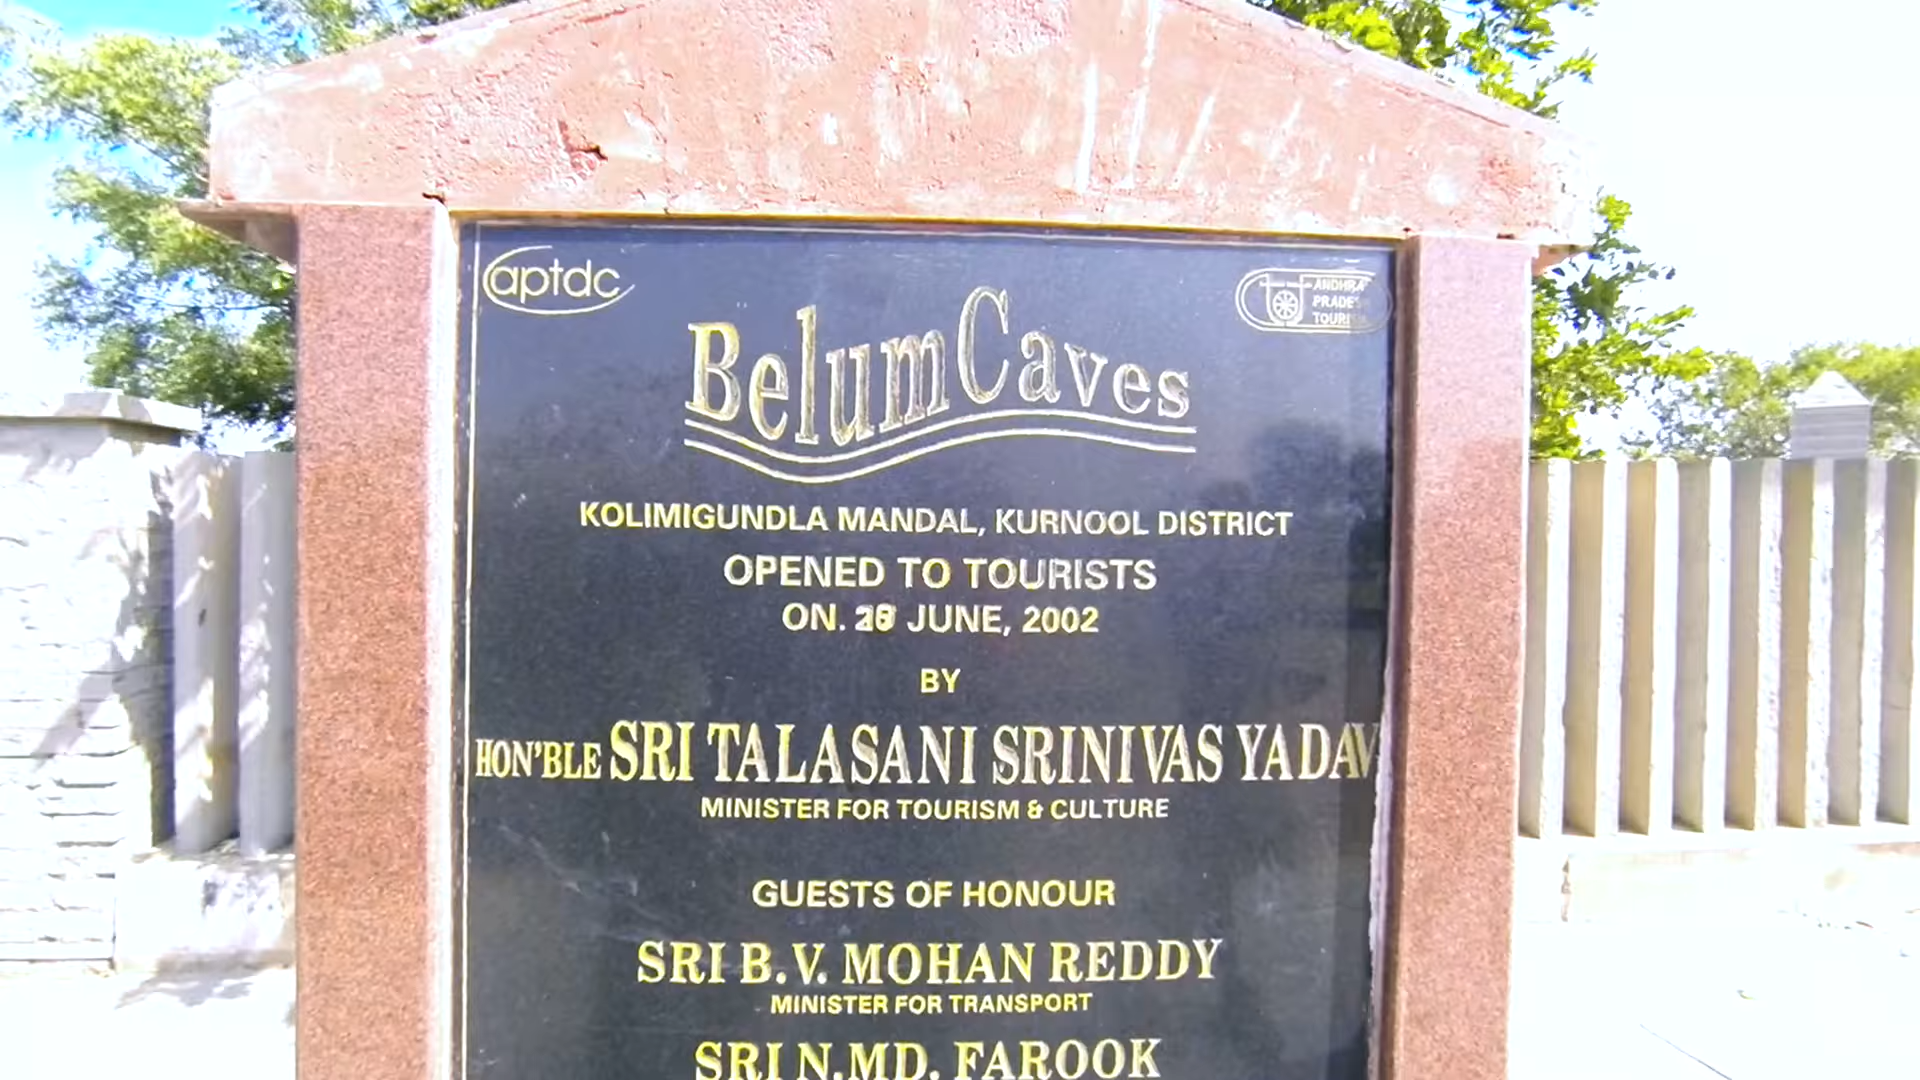 aptdc
ANDHRA
PRADE
TOURI
Belum Caves
KOLIMIGUNDLA MANDAL, KURNOOL DISTRICT
OPENED TO TOURISTS
ON. JUNE, 2002
BY
HON'BLE SRI TALASANI SRINIVAS YADAV
MINISTER FOR TOURISM & CULTURE
GUESTS OF HONOUR
SRI B.V. MOHAN REDDY
MINISTER FOR TRANSPORT
SRI N.MD. FAROOK